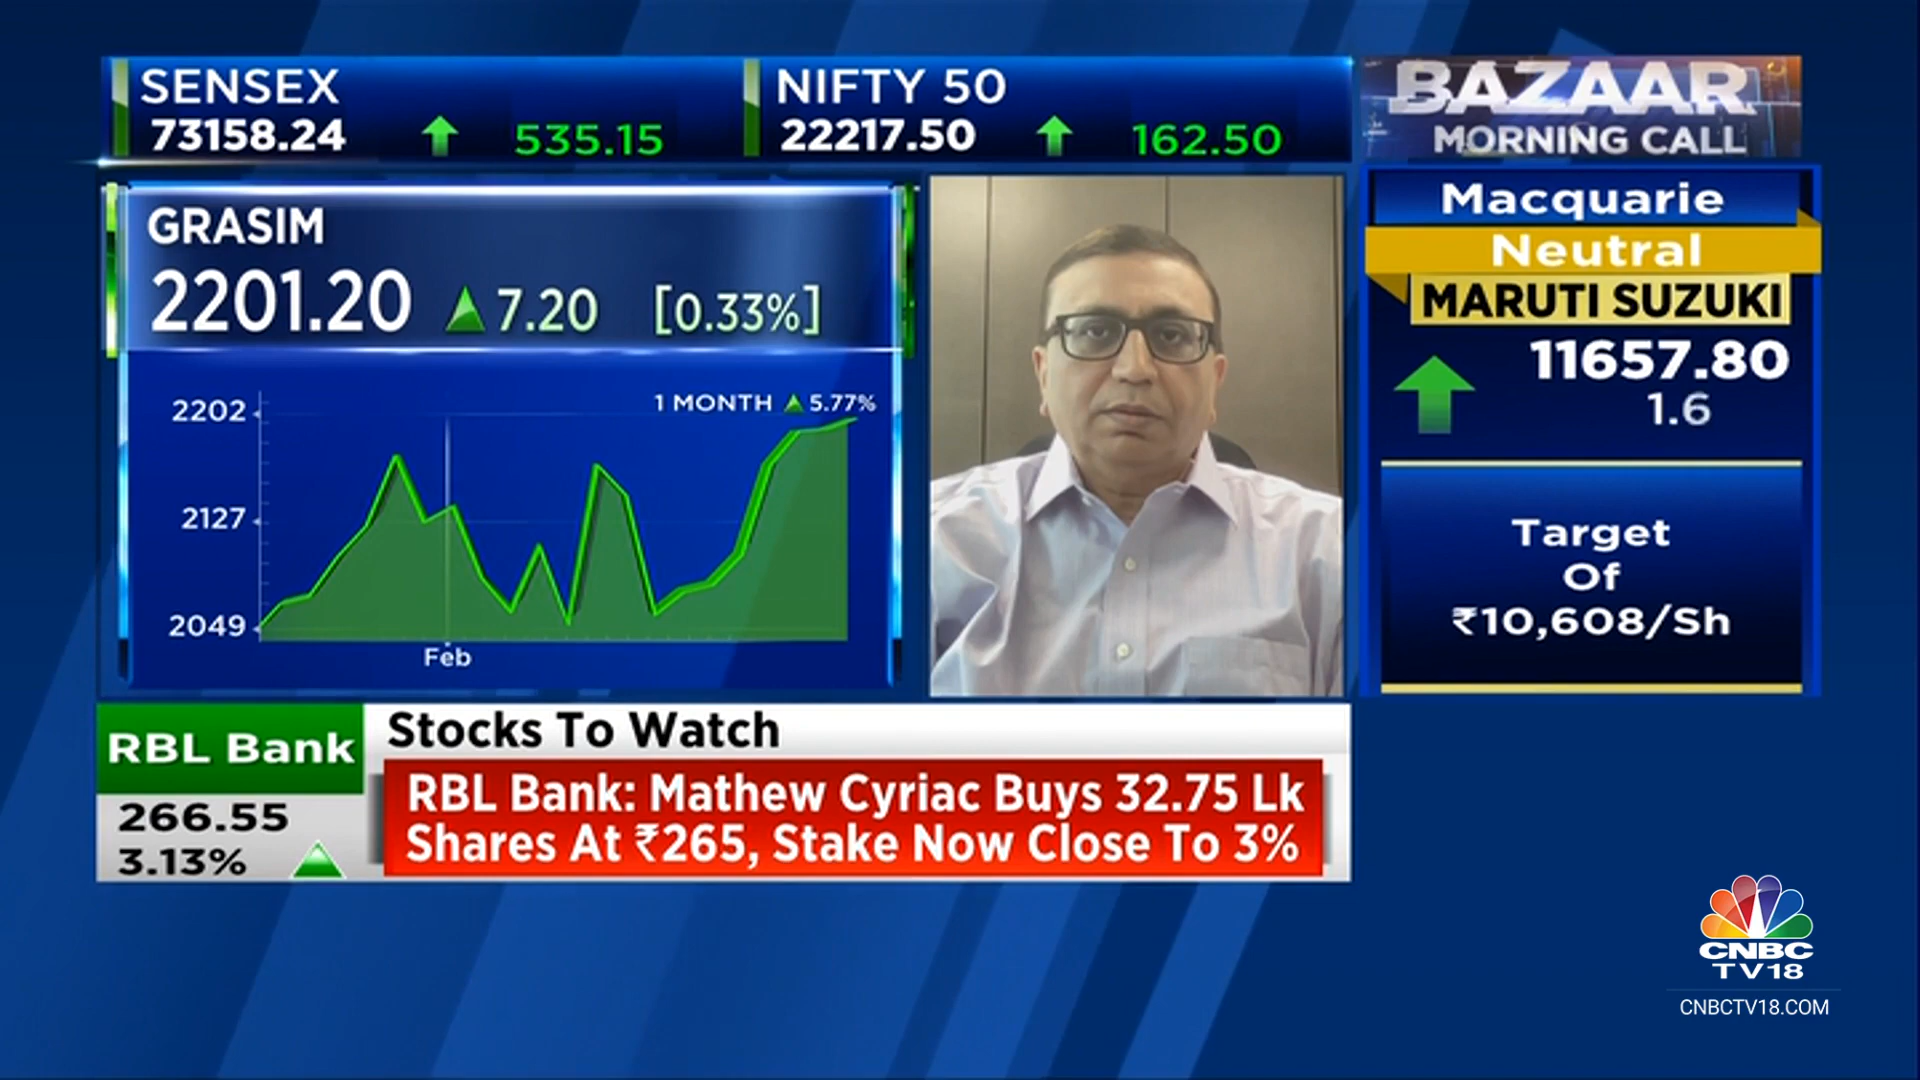 SENSEX
73158.24 535.15
NIFTY 50
22217.50 162.50
BAZAAR
MORNING CALL
GRASIM
2201.20 7.20 [0.33%]
1 MONTH 5.77%
2202
2127
2049
Feb
Macquarie
Neutral
MARUTI SUZUKI
11657.80
1.6
Target
Of
₹10,608/Sh
RBL Bank
266.55
3.13%
Stocks To Watch
RBL Bank: Mathew Cyriac Buys 32.75 Lk
Shares At ₹265, Stake Now Close To 3%
CNBC
TV18
CNBCTV18.COM